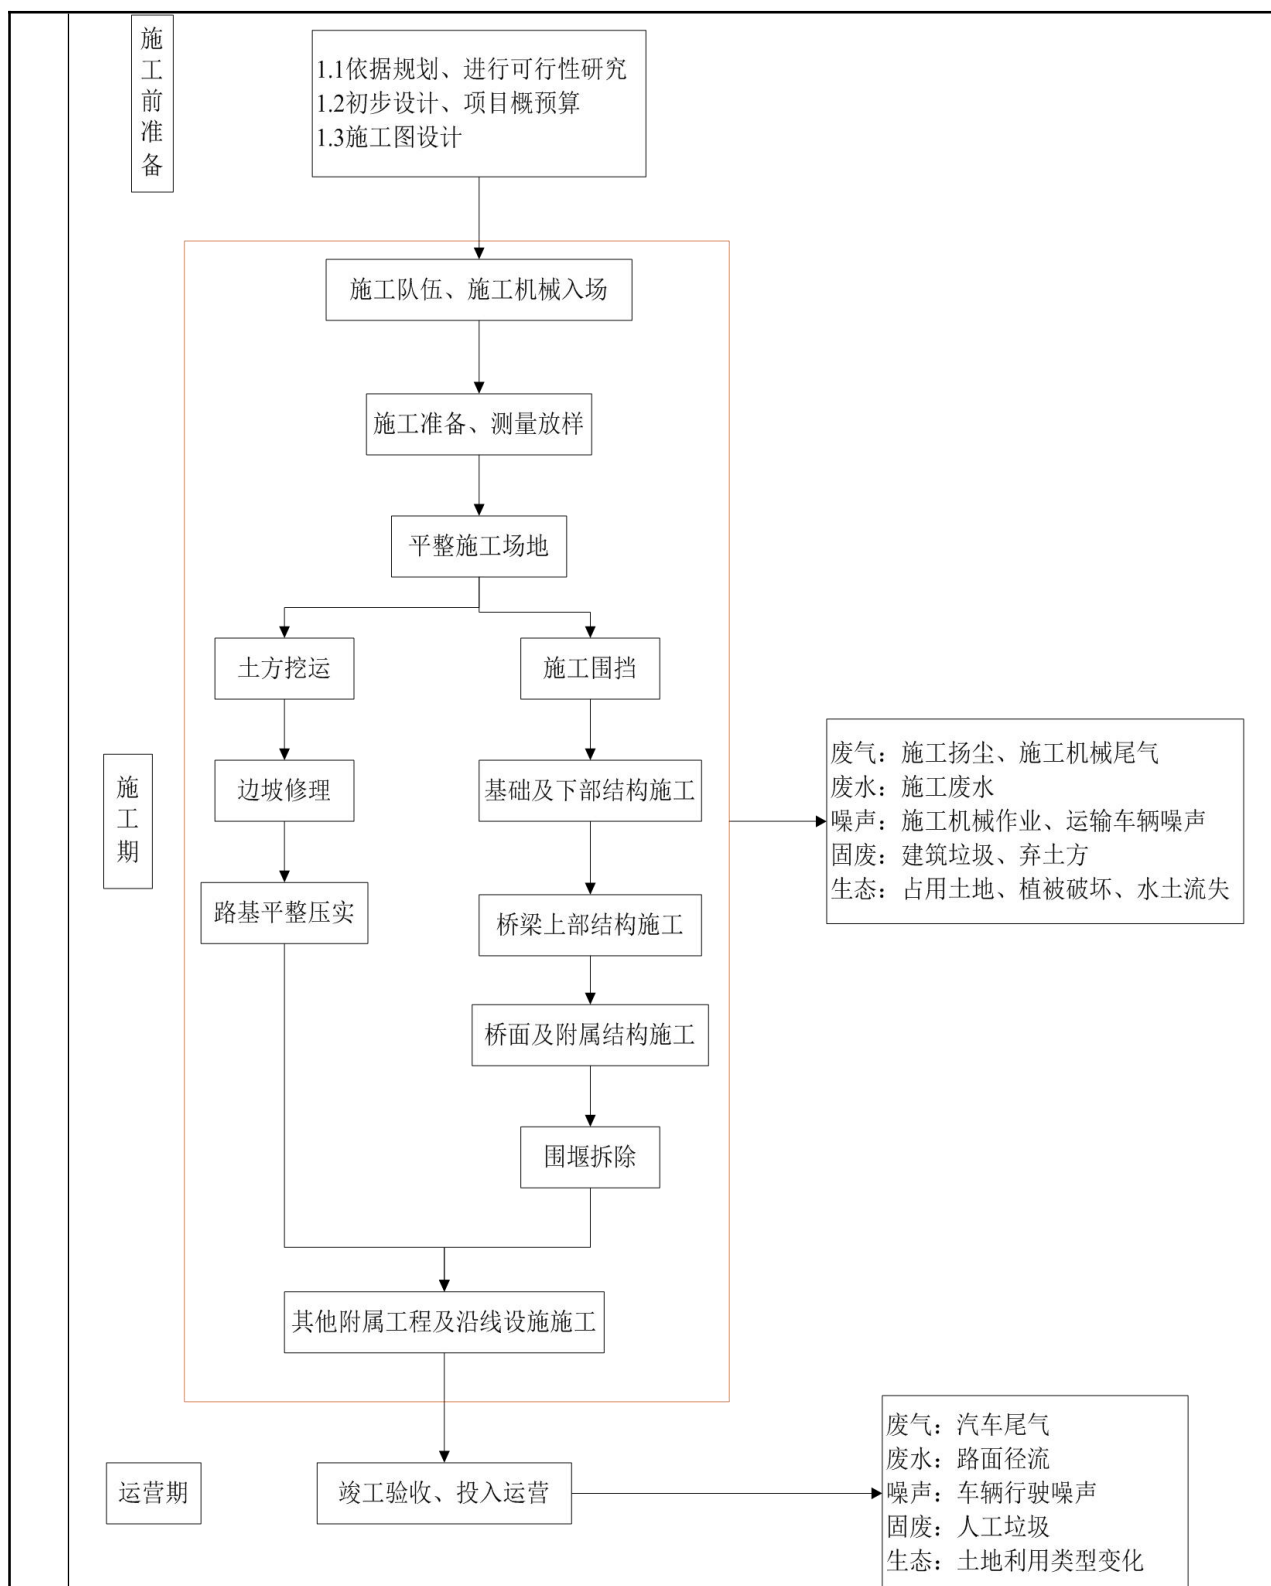 施工前准备
1.1依据规划、进行可行性研究
1.2初步设计、项目概预算
1.3施工图设计
施工队伍、施工机械入场
施工准备、测量放样
平整施工场地
土方挖运
施工围挡
边坡修理
基础及下部结构施工
路基平整压实
桥梁上部结构施工
桥面及附属结构施工
围堰拆除
其他附属工程及沿线设施施工
施工期
废气：施工扬尘、施工机械尾气
废水：施工废水
噪声：施工机械作业、运输车辆噪声
固废：建筑垃圾、弃土方
生态：占用土地、植被破坏、水土流失
运营期
竣工验收、投入运营
废气：汽车尾气
废水：路面径流
噪声：车辆行驶噪声
固废：人工垃圾
生态：土地利用类型变化